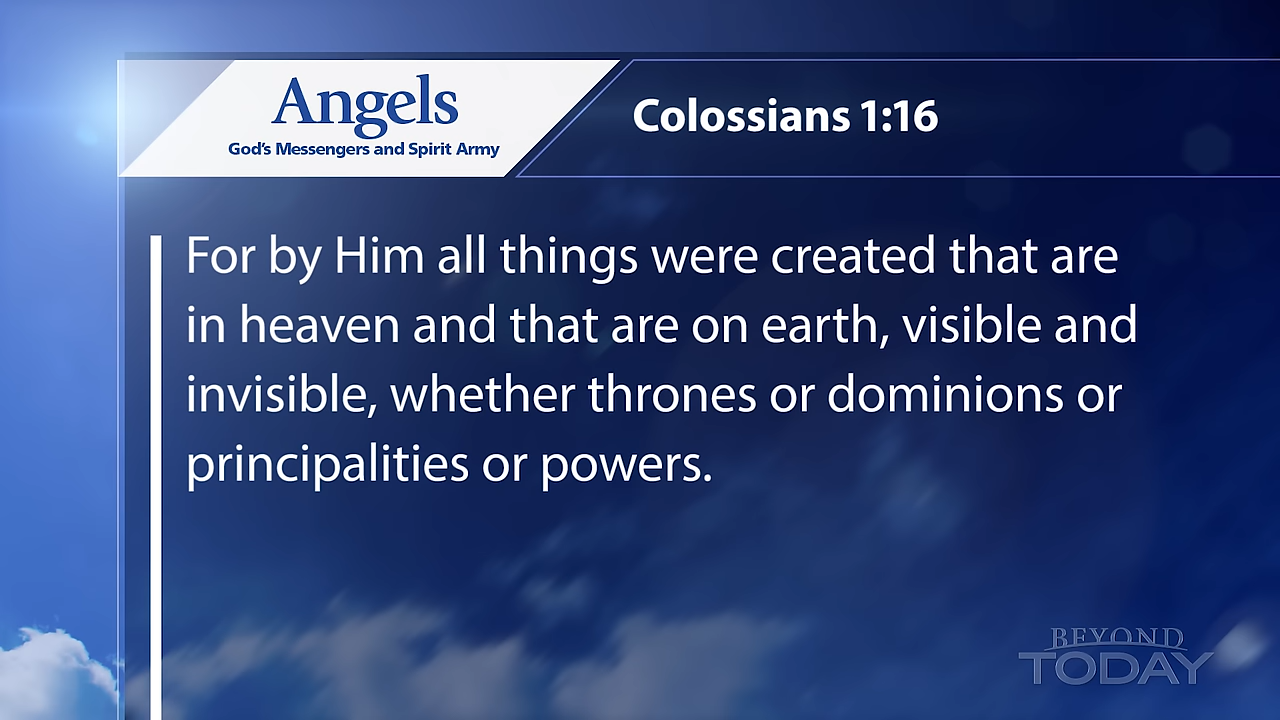 Angels
God's Messengers and Spirit Army
Colossians 1:16
For by Him all things were created that are
in heaven and that are on earth, visible and
invisible, whether thrones or dominions or
principalities or powers.
BEYOND
TODAY